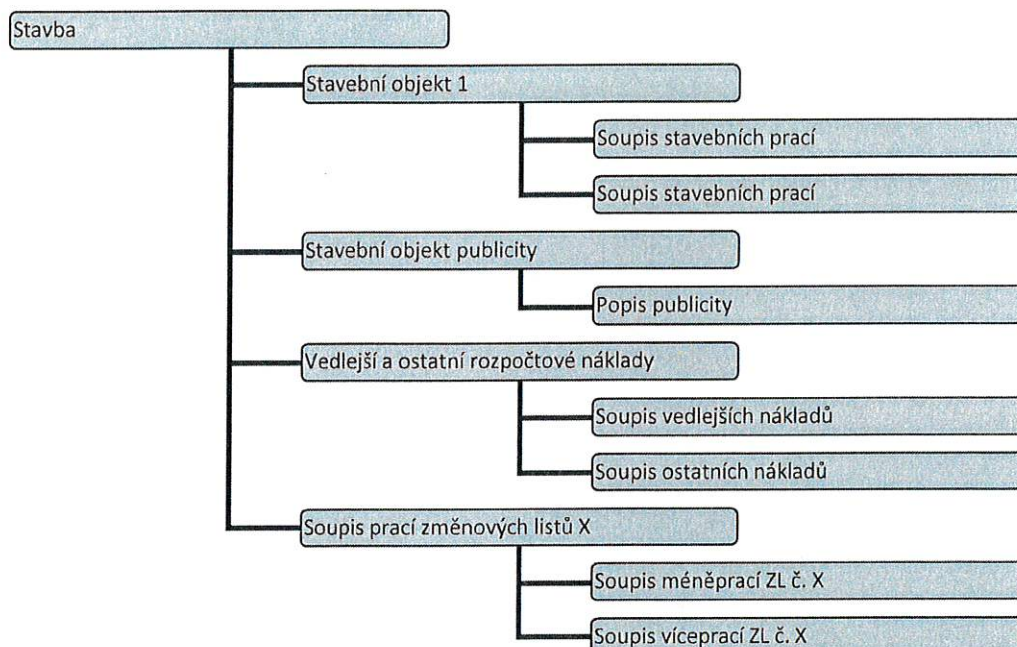 Stavba
Stavební objekt 1
Soupis stavebních prací
Soupis stavebních prací
Stavební objekt publicity
Popis publicity
Vedlejší a ostatní rozpočtové náklady
Soupis vedlejších nákladů
Soupis ostatních nákladů
Soupis prací změnových listů X
Soupis méněprací ZL č. X
Soupis víceprací ZL č. X